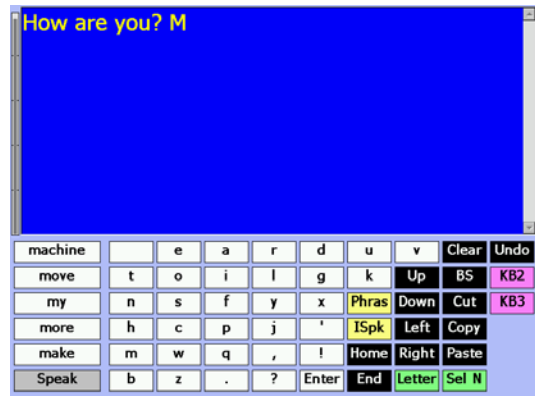 How are you? M
machine e a r d u v Clear Undo
move t o i l g k Up BS KB2
my n s f y x Phras Down Cut KB3
more h c p j ' ISpk Left Copy
make m w q , ! Home Right Paste
Speak b z . ? Enter End Letter Sel N